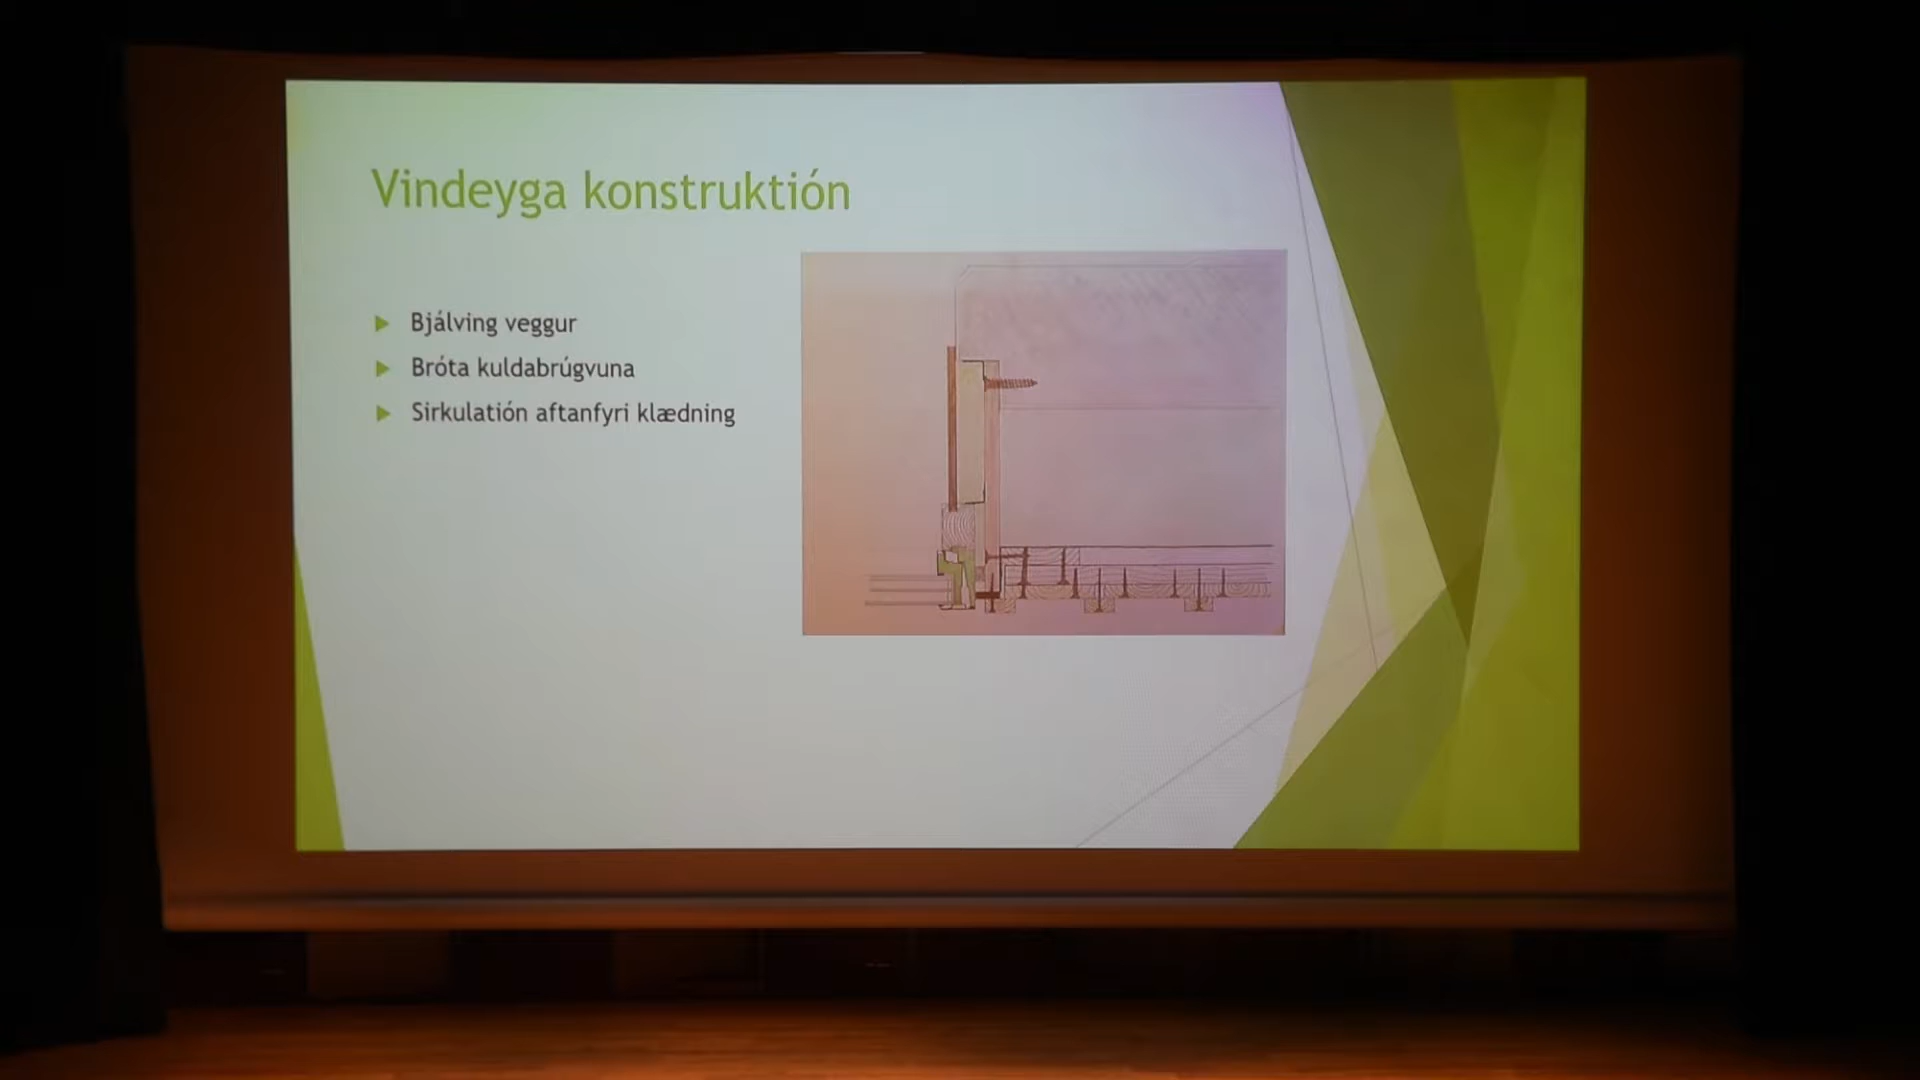 Vindeyga konstruktión
Bjálving veggur
Bróta kuldabrúgvuna
Sirkulatión aftanfyri klædning